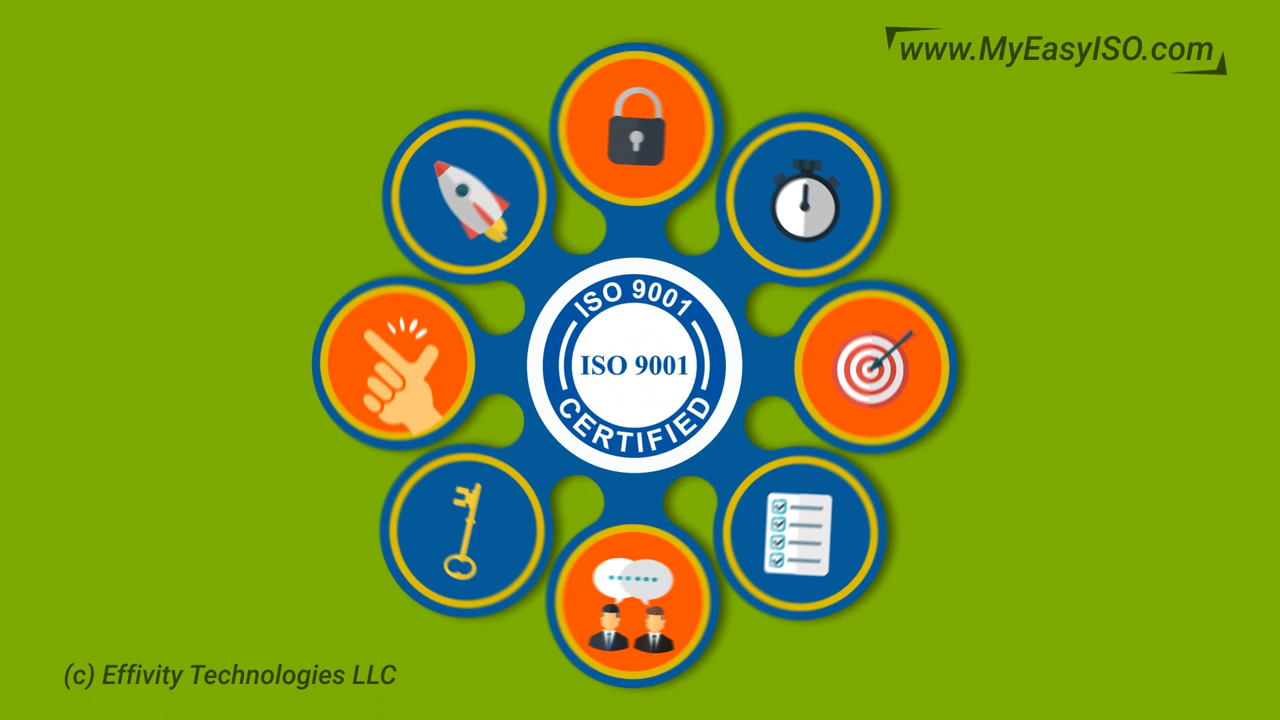 www.MyEasyISO.com
ISO 9001
ISO 9001
CERTIFIED
(c) Effivity Technologies LLC